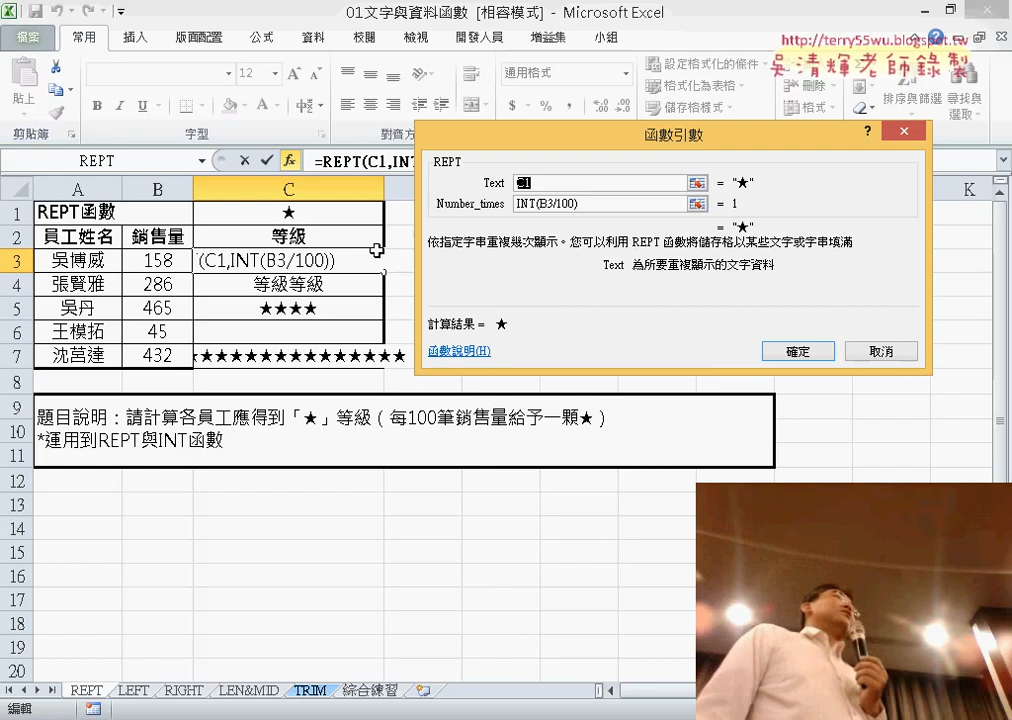 01文字與資料函數 [相容模式] - Microsoft Excel
檔案 常用 插入 版面配置 公式 資料 校閱 檢視 開發人員 增益集 小組
http://terry55wu.blogspot.tw
吳清輝老師錄製
貼上 12 A A 通用格式 設定格式化的條件 刪除
B I U A 中 $ % , 格式化為表格 格式 排序與篩選 尋找與
儲存格樣式 選取
剪貼簿 字型 對齊方
REPT fx =REPT(C1,INT
函數引數 ?
REPT
Text C1 = "★"
Number_times INT(B3/100) = 1
= "★"
依指定字串重複幾次顯示。您可以利用 REPT 函數將儲存格以某些文字或字串填滿
Text 為所要重複顯示的文字資料
計算結果 = ★
函數說明(H) 確定 取消
A B C K
1 REPT函數 ★
2 員工姓名 銷售量 等級
3 吳博威 158 (C1,INT(B3/100))
4 張賢雅 286 等級等級
5 吳丹 465 ★★★★
6 王模拓 45
7 沈莒達 432 ★★★★★★★★★★★★★★★
8
9 題目說明：請計算各員工應得到「★」等級（每100筆銷售量給予一顆★）
10 *運用到REPT與INT函數
11
12
13
14
15
16
17
18
19
20
REPT LEFT RIGHT LEN&MID TRIM 綜合練習
編輯